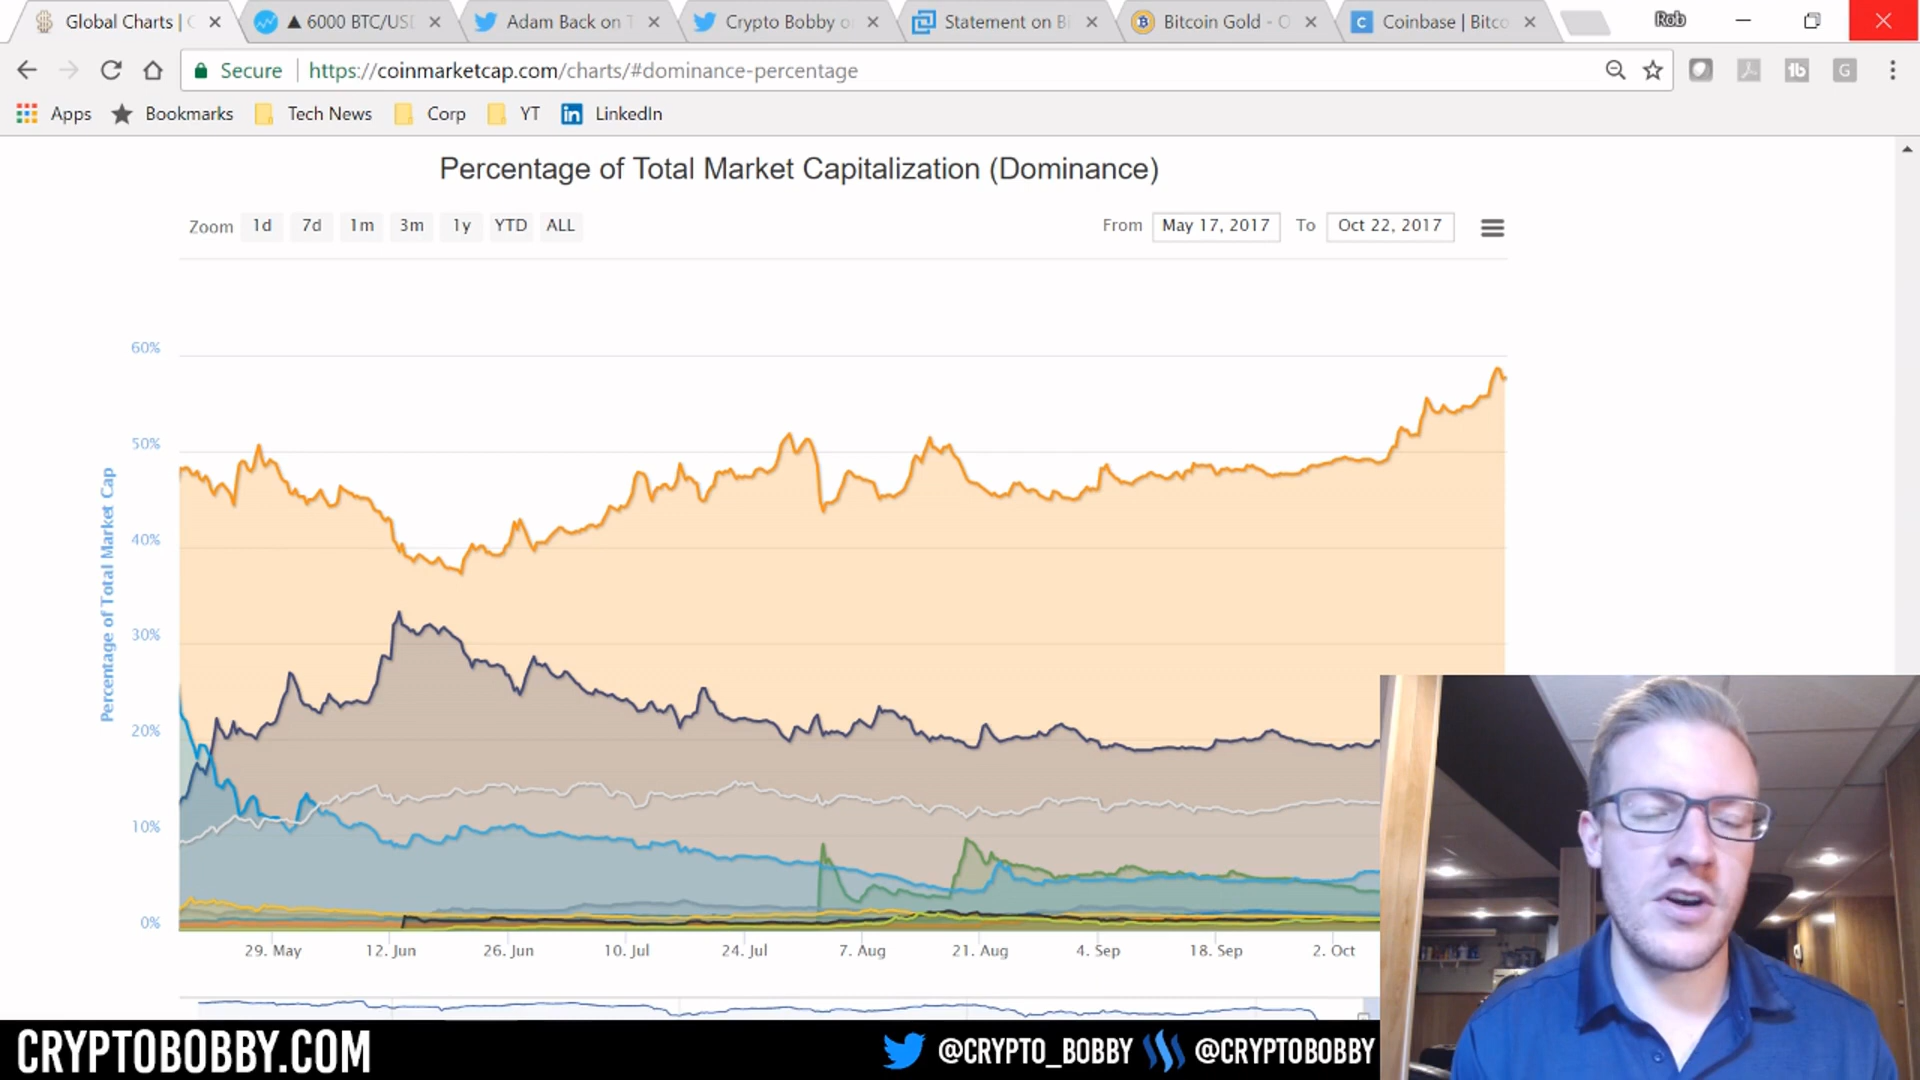 Global Charts |
▲ 6000 BTC/US
Adam Back on
Crypto Bobby o
Statement on B
Bitcoin Gold - O
Coinbase | Bitco
Rob
Secure
https://coinmarketcap.com/charts/#dominance-percentage
Apps
Bookmarks
Tech News
Corp
YT
LinkedIn
Percentage of Total Market Capitalization (Dominance)
Zoom 1d 7d 1m 3m 1y YTD ALL
From May 17, 2017 To Oct 22, 2017
Percentage of Total Market Cap
60%
50%
40%
30%
20%
10%
0%
29. May 12. Jun 26. Jun 10. Jul 24. Jul 7. Aug 21. Aug 4. Sep 18. Sep 2. Oct
CRYPTOBOBBY.COM
@CRYPTO_BOBBY @CRYPTOBOBBY